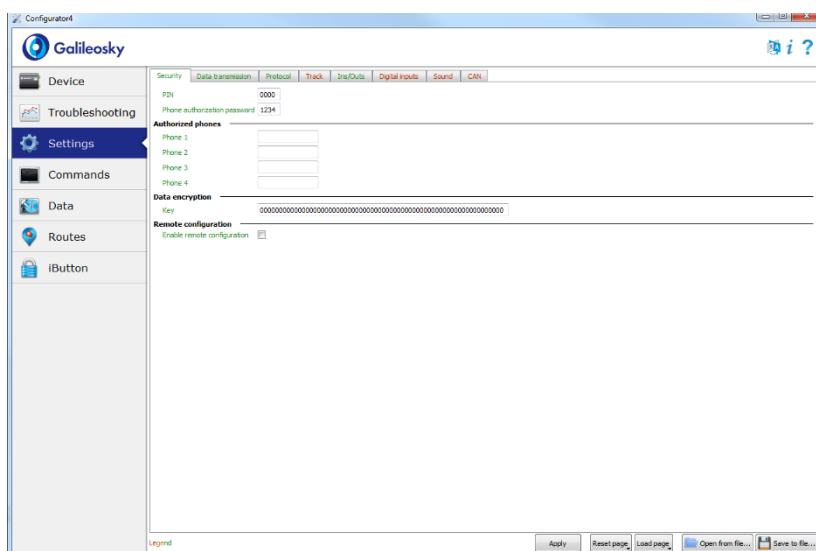 Configurator4
Galileosky
Device
Troubleshooting
Settings
Commands
Data
Routes
iButton
Security Data transmission Protocol Track Ins/Outs Digital inputs Sound CAN
PIN 0000
Phone authorization password 1234
Authorized phones
Phone 1
Phone 2
Phone 3
Phone 4
Data encryption
Key 0000000000000000000000000000000000000000000000000000000000000000
Remote configuration
Enable remote configuration
Legend Apply Reset page Load page Open from file... Save to file...